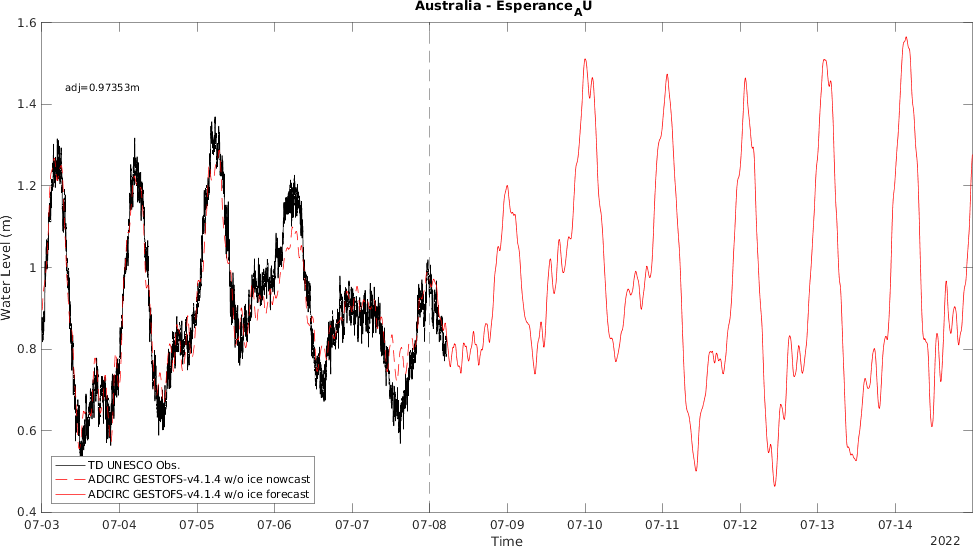 Australia - Esperance_AU
1.6
adj=0.97353m
1.4
1.2
1
0.8
0.6
0.4
Water Level (m)
TD UNESCO Obs.
ADCIRC GESTOFS-v4.1.4 w/o ice nowcast
ADCIRC GESTOFS-v4.1.4 w/o ice forecast
07-03 07-04 07-05 07-06 07-07 07-08 07-09 07-10 07-11 07-12 07-13 07-14
Time
2022